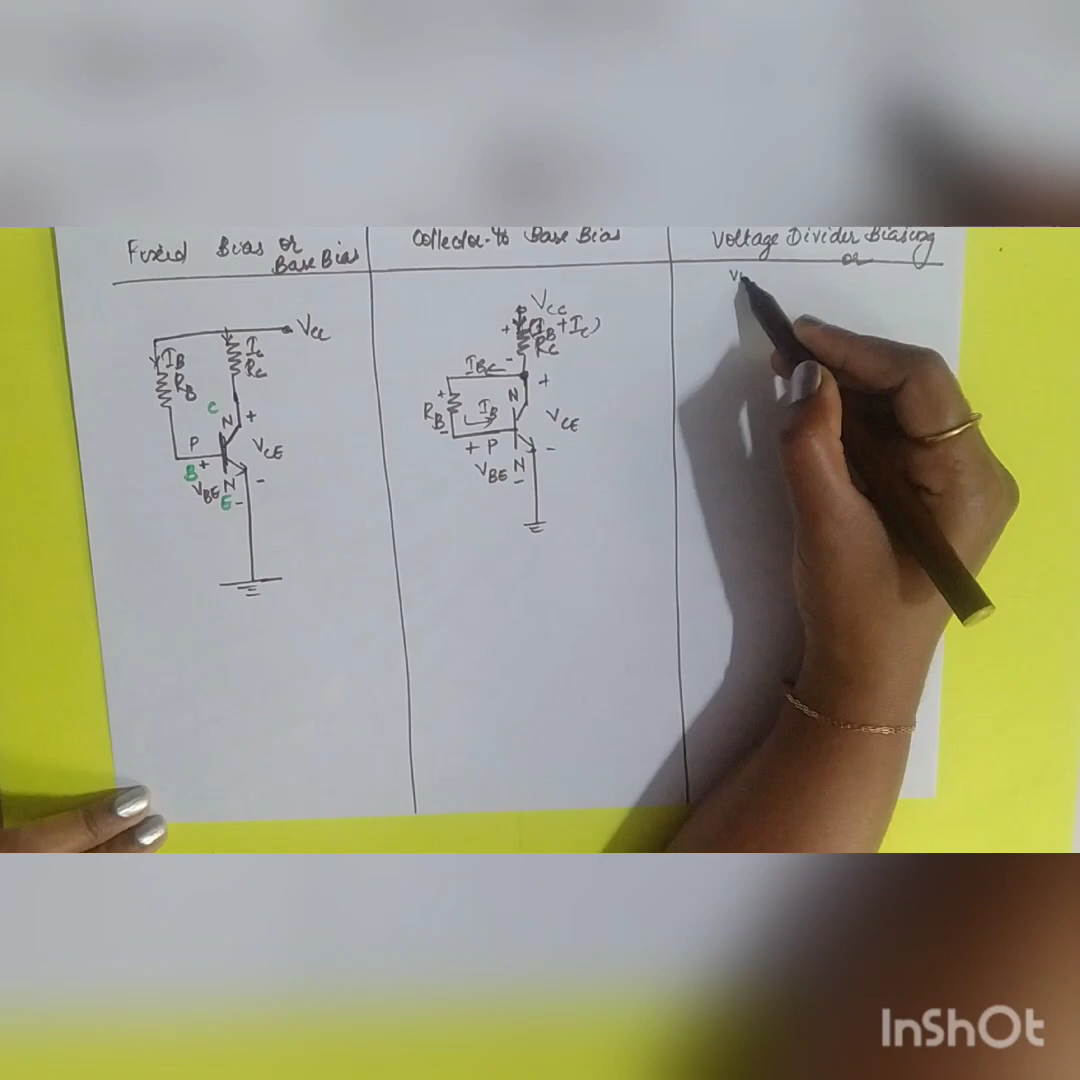 Fixed Bias or
Base Bias
Collector-to Base Bias
Voltage Divider Biasing
or
V
VCC
IB
RB
IC
RC
C
N
+
P
VCE
B
+
VBE
N
E
-
-
VCC
+
(IB + IC)
RC
-
IB
+
+
N
RB
IB
VCE
-
+
P
-
VBE
N
-
InShOt